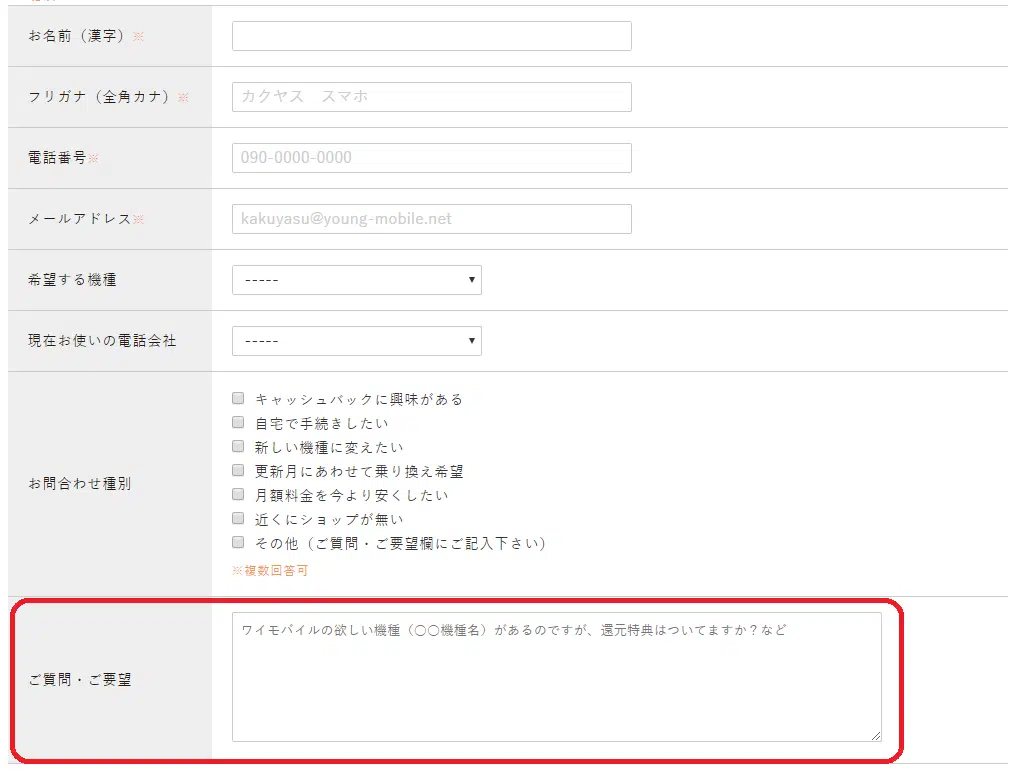 お名前（漢字）※
フリガナ（全角カナ）※
カクヤス　スマホ
電話番号※
090-0000-0000
メールアドレス※
kakuyasu@young-mobile.net
希望する機種
-----
現在お使いの電話会社
-----
お問合わせ種別
キャッシュバックに興味がある
自宅で手続きしたい
新しい機種に変えたい
更新月にあわせて乗り換え希望
月額料金を今より安くしたい
近くにショップが無い
その他（ご質問・ご要望欄にご記入下さい）
※複数回答可
ご質問・ご要望
ワイモバイルの欲しい機種（〇〇機種名）があるのですが、還元特典はついてますか？など